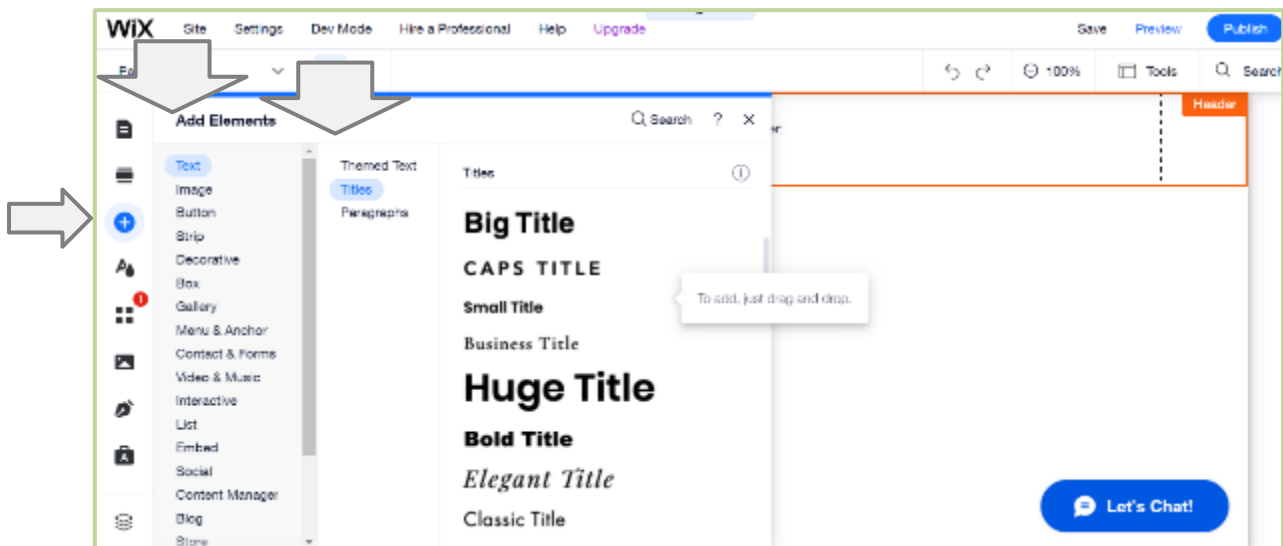 WiX Site Settings Dev Mode Hire a Professional Help Upgrade Save Preview Publish
100% Tools Search
Header
Add Elements Search ? ×
Text
Image
Button
Strip
Decorative
Box
Gallery
Menu & Anchor
Contact & Forms
Video & Music
Interactive
List
Embed
Social
Content Manager
Blog
Store
Themed Text
Titles
Paragraphs
Titles
Big Title
CAPS TITLE
Small Title
Business Title
Huge Title
Bold Title
Elegant Title
Classic Title
To add, just drag and drop.
1
Let's Chat!